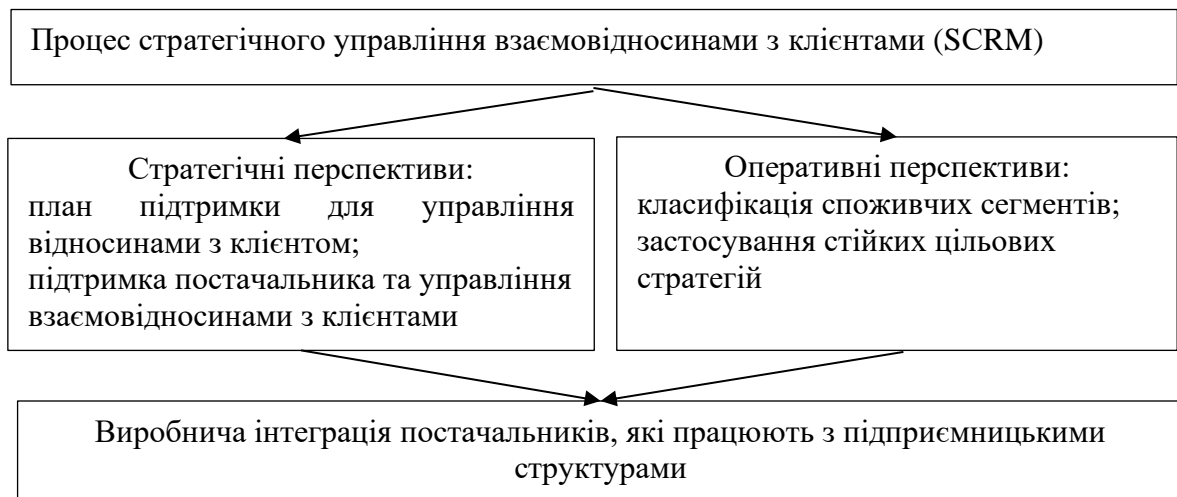 Процес стратегічного управління взаємовідносинами з клієнтами (SCRM)
Стратегічні перспективи:
план підтримки для управління
відносинами з клієнтом;
підтримка постачальника та управління
взаємовідносинами з клієнтами
Оперативні перспективи:
класифікація споживчих сегментів;
застосування стійких цільових
стратегій
Виробнича інтеграція постачальників, які працюють з підприємницькими
структурами